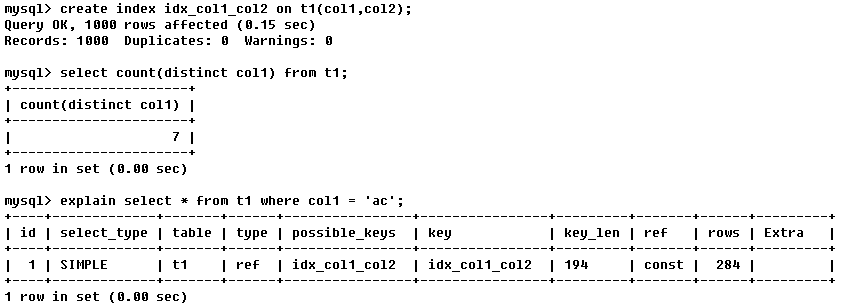 mysql> create index idx_col1_col2 on t1(col1,col2);
Query OK, 1000 rows affected (0.15 sec)
Records: 1000  Duplicates: 0  Warnings: 0

mysql> select count(distinct col1) from t1;
+----------------------+
| count(distinct col1) |
+----------------------+
|                    7 |
+----------------------+
1 row in set (0.00 sec)

mysql> explain select * from t1 where col1 = 'ac';
+----+-------------+-------+------+---------------+---------------+---------+-------+------+-------+
| id | select_type | table | type | possible_keys | key           | key_len | ref   | rows | Extra |
+----+-------------+-------+------+---------------+---------------+---------+-------+------+-------+
|  1 | SIMPLE      | t1    | ref  | idx_col1_col2 | idx_col1_col2 | 194     | const |  284 |       |
+----+-------------+-------+------+---------------+---------------+---------+-------+------+-------+
1 row in set (0.00 sec)